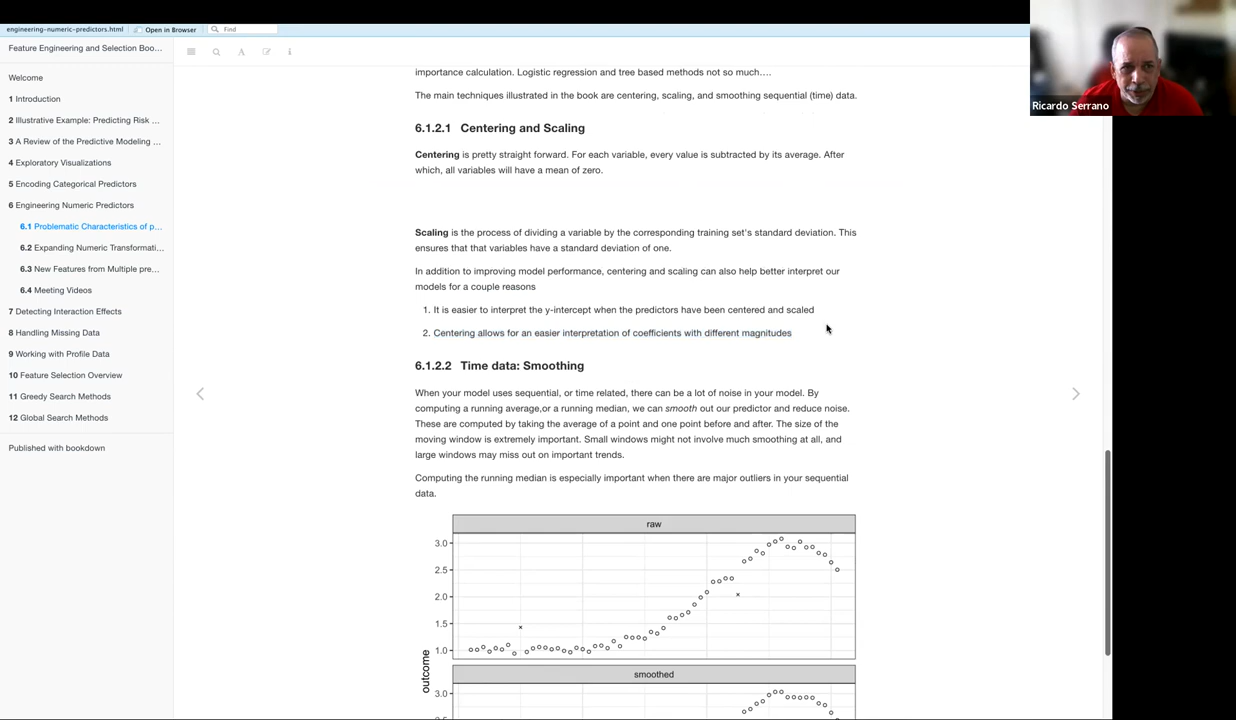 engineering-numeric-predictors.html
Open in Browser
Find
Feature Engineering and Selection Boo...
Welcome
1 Introduction
2 Illustrative Example: Predicting Risk ...
3 A Review of the Predictive Modeling ...
4 Exploratory Visualizations
5 Encoding Categorical Predictors
6 Engineering Numeric Predictors
6.1 Problematic Characteristics of p...
6.2 Expanding Numeric Transformati...
6.3 New Features from Multiple pre...
6.4 Meeting Videos
7 Detecting Interaction Effects
8 Handling Missing Data
9 Working with Profile Data
10 Feature Selection Overview
11 Greedy Search Methods
12 Global Search Methods
Published with bookdown
importance calculation. Logistic regression and tree based methods not so much....
The main techniques illustrated in the book are centering, scaling, and smoothing sequential (time) data.
6.1.2.1 Centering and Scaling
Centering is pretty straight forward. For each variable, every value is subtracted by its average. After
which, all variables will have a mean of zero.
Scaling is the process of dividing a variable by the corresponding training set's standard deviation. This
ensures that that variables have a standard deviation of one.
In addition to improving model performance, centering and scaling can also help better interpret our
models for a couple reasons
1. It is easier to interpret the y-intercept when the predictors have been centered and scaled
2. Centering allows for an easier interpretation of coefficients with different magnitudes
6.1.2.2 Time data: Smoothing
When your model uses sequential, or time related, there can be a lot of noise in your model. By
computing a running average,or a running median, we can smooth out our predictor and reduce noise.
These are computed by taking the average of a point and one point before and after. The size of the
moving window is extremely important. Small windows might not involve much smoothing at all, and
large windows may miss out on important trends.
Computing the running median is especially important when there are major outliers in your sequential
data.
raw
3.0
2.5
2.0
1.5
1.0
outcome
smoothed
3.0
Ricardo Serrano